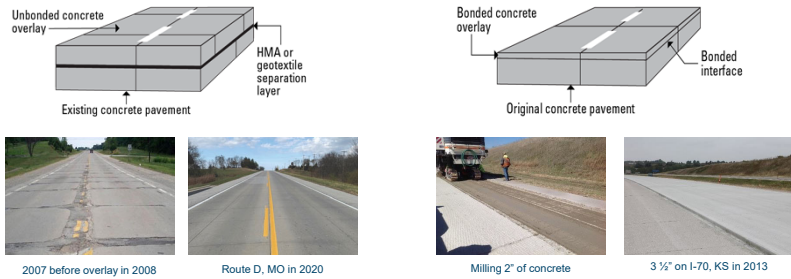 Unbonded concrete
overlay
HMA or
geotextile
separation
layer
Existing concrete pavement
Bonded concrete
overlay
Bonded
interface
Original concrete pavement
2007 before overlay in 2008
Route D, MO in 2020
Milling 2" of concrete
3 ½" on I-70, KS in 2013